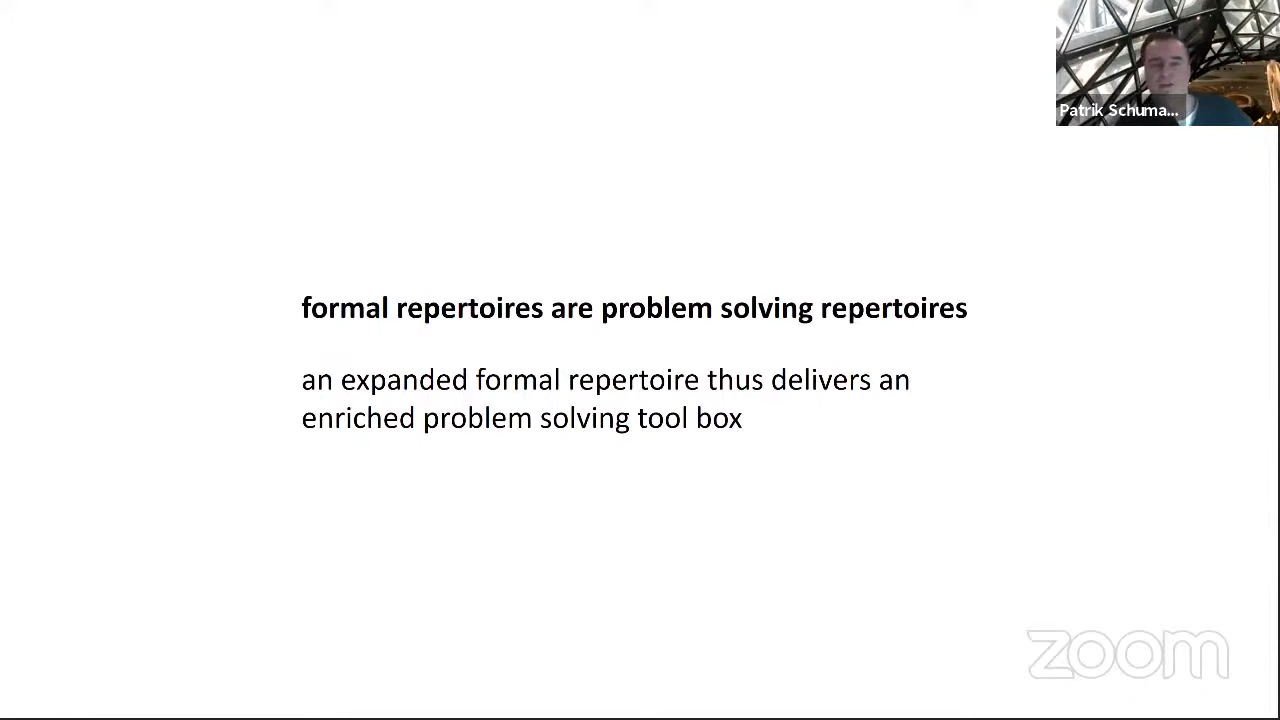 Patrik Schuma...
formal repertoires are problem solving repertoires
an expanded formal repertoire thus delivers an
enriched problem solving tool box
zoom